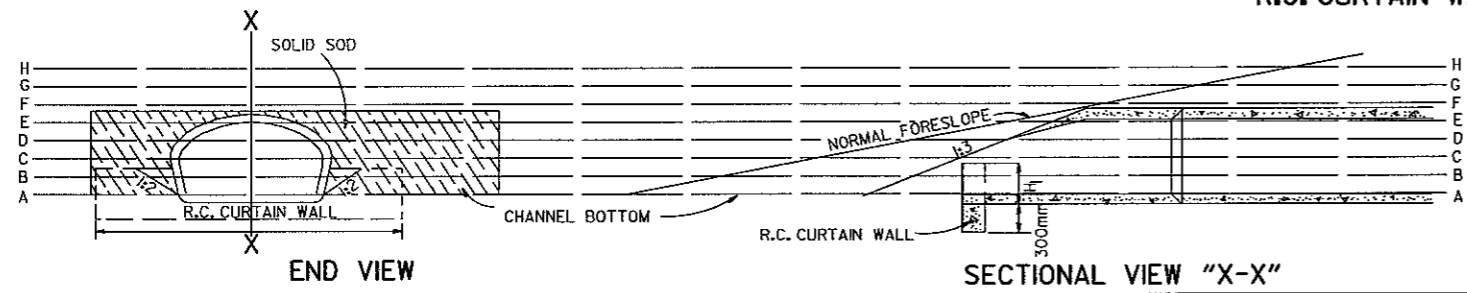 R.C. CURTAIN W
X
SOLID SOD
H
G
F
E
D
C
B
A
1:2
1:2
R.C. CURTAIN WALL
X
END VIEW
CHANNEL BOTTOM
NORMAL FORESLOPE
1:3
R.C. CURTAIN WALL
300mm
H
H
G
F
E
D
C
B
A
SECTIONAL VIEW "X-X"